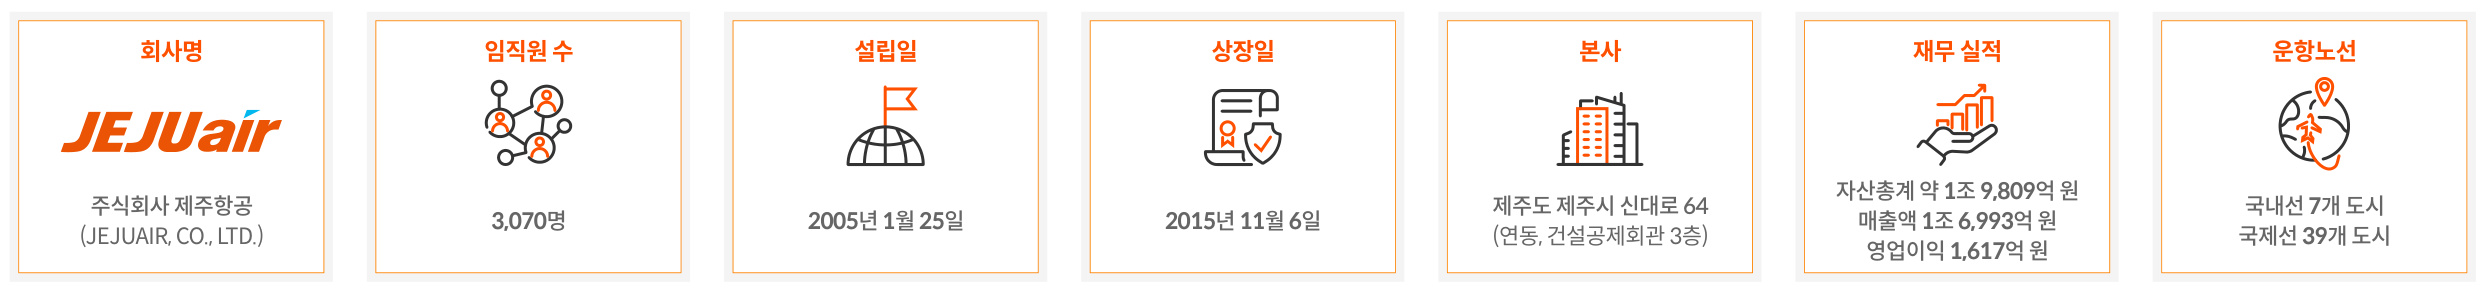 회사명
JEJUair
주식회사 제주항공
(JEJUAIR, CO., LTD.)
임직원 수
3,070명
설립일
2005년 1월 25일
상장일
2015년 11월 6일
본사
제주도 제주시 신대로 64
(연동, 건설공제회관 3층)
재무 실적
자산총계 약 1조 9,809억 원
매출액 1조 6,993억 원
영업이익 1,617억 원
운항노선
국내선 7개 도시
국제선 39개 도시